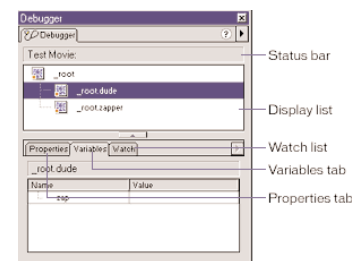 Debugger
Debugger
?
Test Movie:
Status bar
_root
_root.dude
_root.zapper
Display list
Properties Variables Watch
Watch list
Variables tab
_root.dude
Name Value
zap
Properties tab